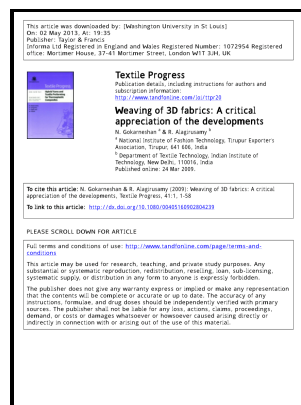 This article was downloaded by: [Washington University in St Louis]
On: 02 May 2013, At: 19:35
Publisher: Taylor & Francis
Informa Ltd Registered in England and Wales Registered Number: 1072954 Registered
office: Mortimer House, 37-41 Mortimer Street, London W1T 3JH, UK
Textile Progress
Publication details, including instructions for authors and
subscription information:
http://www.tandfonline.com/loi/ttpr20
Weaving of 3D fabrics: A critical
appreciation of the developments
N. Gokarneshan a & R. Alagirusamy b
a National Institute of Fashion Technology, Tirupur Exporter's
Association, Tirupur, 641 606, India
b Department of Textile Technology, Indian Institute of
Technology, New Delhi, 110016, India
Published online: 24 Mar 2009.
To cite this article: N. Gokarneshan & R. Alagirusamy (2009): Weaving of 3D fabrics: A critical
appreciation of the developments, Textile Progress, 41:1, 1-58
To link to this article: http://dx.doi.org/10.1080/00405160902804239
PLEASE SCROLL DOWN FOR ARTICLE
Full terms and conditions of use: http://www.tandfonline.com/page/terms-and-
conditions
This article may be used for research, teaching, and private study purposes. Any
substantial or systematic reproduction, redistribution, reselling, loan, sub-licensing,
systematic supply, or distribution in any form to anyone is expressly forbidden.
The publisher does not give any warranty express or implied or make any representation
that the contents will be complete or accurate or up to date. The accuracy of any
instructions, formulae, and drug doses should be independently verified with primary
sources. The publisher shall not be liable for any loss, actions, claims, proceedings,
demand, or costs or damages whatsoever or howsoever caused arising directly or
indirectly in connection with or arising out of the use of this material.